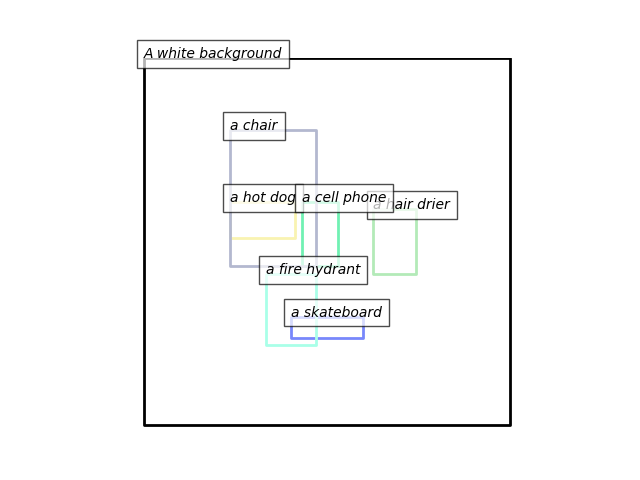 A white background
a chair
a hot dog
a cell phone
a hair drier
a fire hydrant
a skateboard